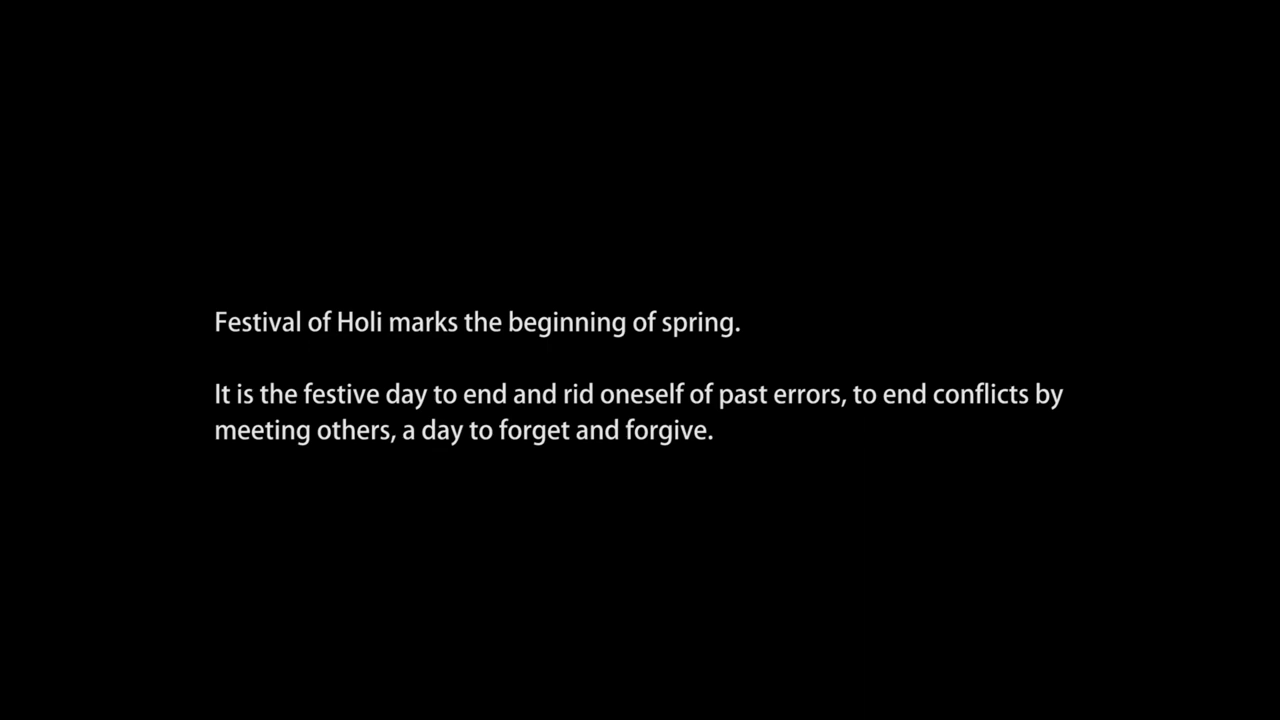 Festival of Holi marks the beginning of spring.
It is the festive day to end and rid oneself of past errors, to end conflicts by
meeting others, a day to forget and forgive.